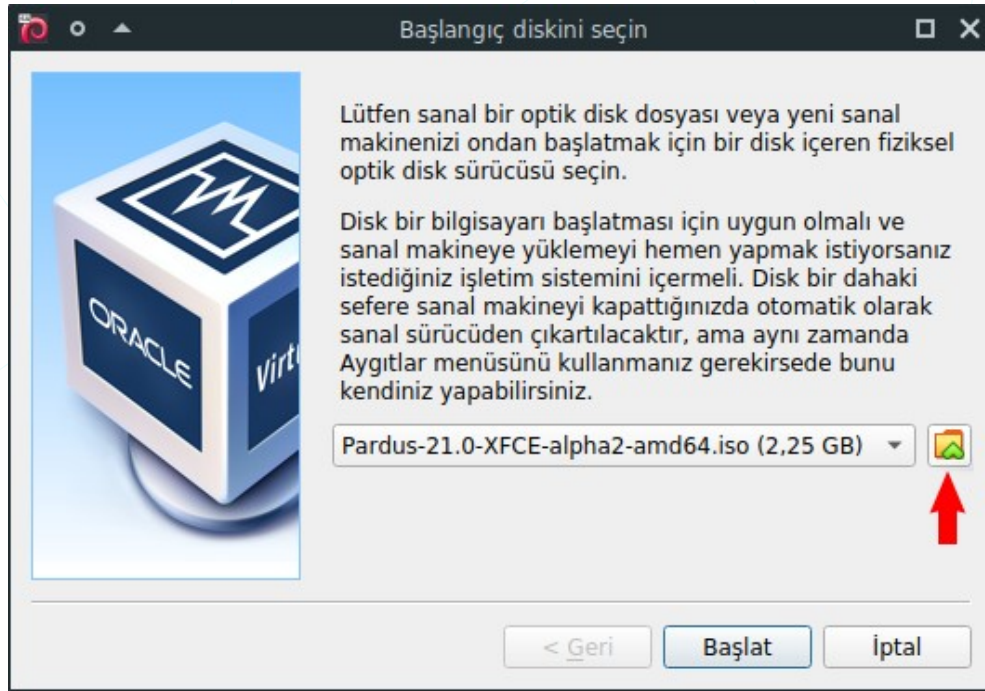 Başlangıç diskini seçin
Lütfen sanal bir optik disk dosyası veya yeni sanal
makinenizi ondan başlatmak için bir disk içeren fiziksel
optik disk sürücüsü seçin.
Disk bir bilgisayarı başlatması için uygun olmalı ve
sanal makineye yüklemeyi hemen yapmak istiyorsanız
istediğiniz işletim sistemini içermeli. Disk bir dahaki
sefere sanal makineyi kapattığınızda otomatik olarak
sanal sürücüden çıkartılacaktır, ama aynı zamanda
Aygıtlar menüsünü kullanmanız gerekirsede bunu
kendiniz yapabilirsiniz.
ORACLE
Virtu
Pardus-21.0-XFCE-alpha2-amd64.iso (2,25 GB)
< Geri
Başlat
İptal